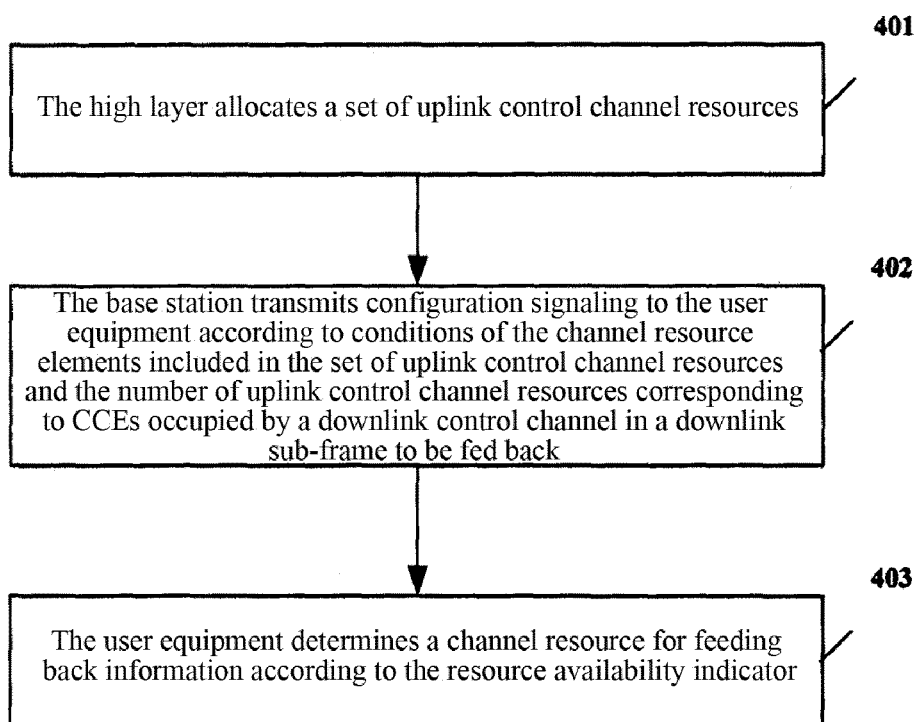 401
The high layer allocates a set of uplink control channel resources
402
The base station transmits configuration signaling to the user
equipment according to conditions of the channel resource
elements included in the set of uplink control channel resources
and the number of uplink control channel resources corresponding
to CCEs occupied by a downlink control channel in a downlink
sub-frame to be fed back
403
The user equipment determines a channel resource for feeding
back information according to the resource availability indicator